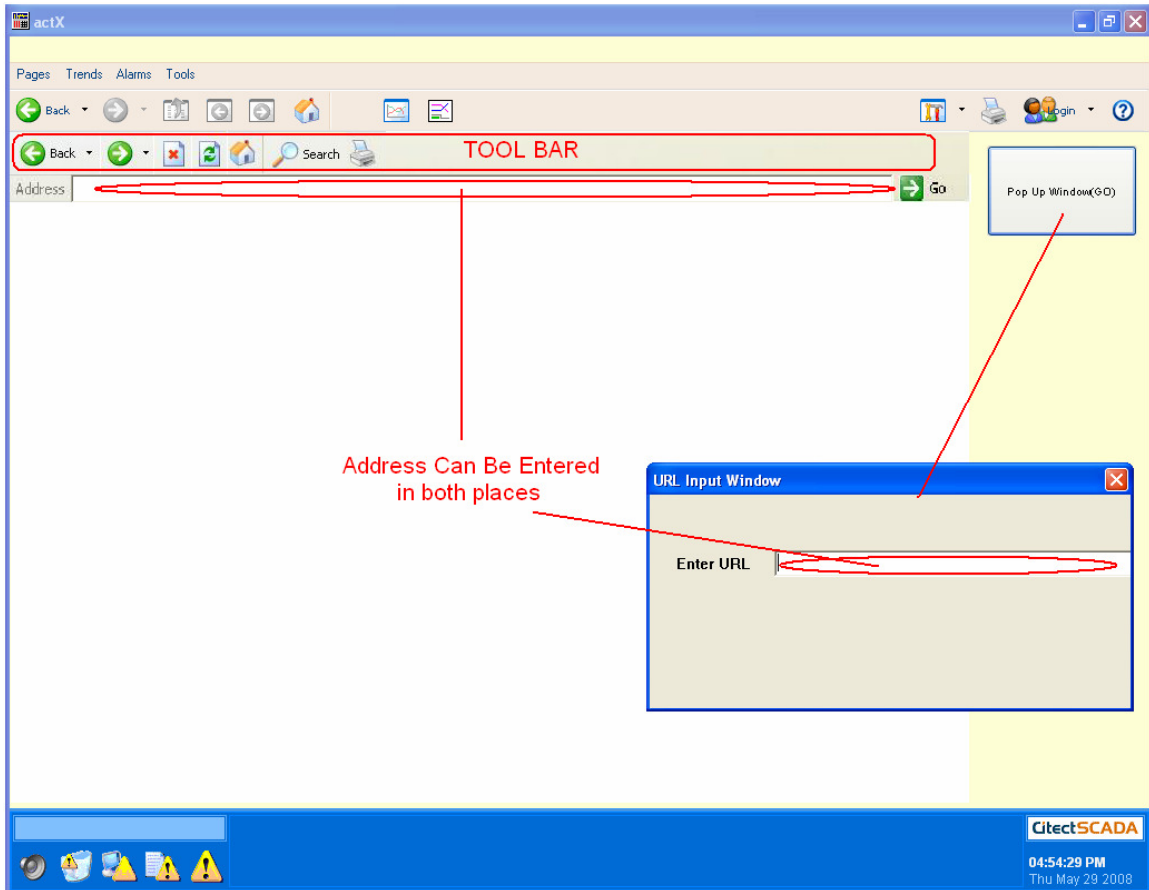 actX
Pages Trends Alarms Tools
Back Login
Back Search TOOL BAR
Address Go
Pop Up Window(GO)
Address Can Be Entered
in both places
URL Input Window
Enter URL
CitectSCADA
04:54:29 PM
Thu May 29 2008